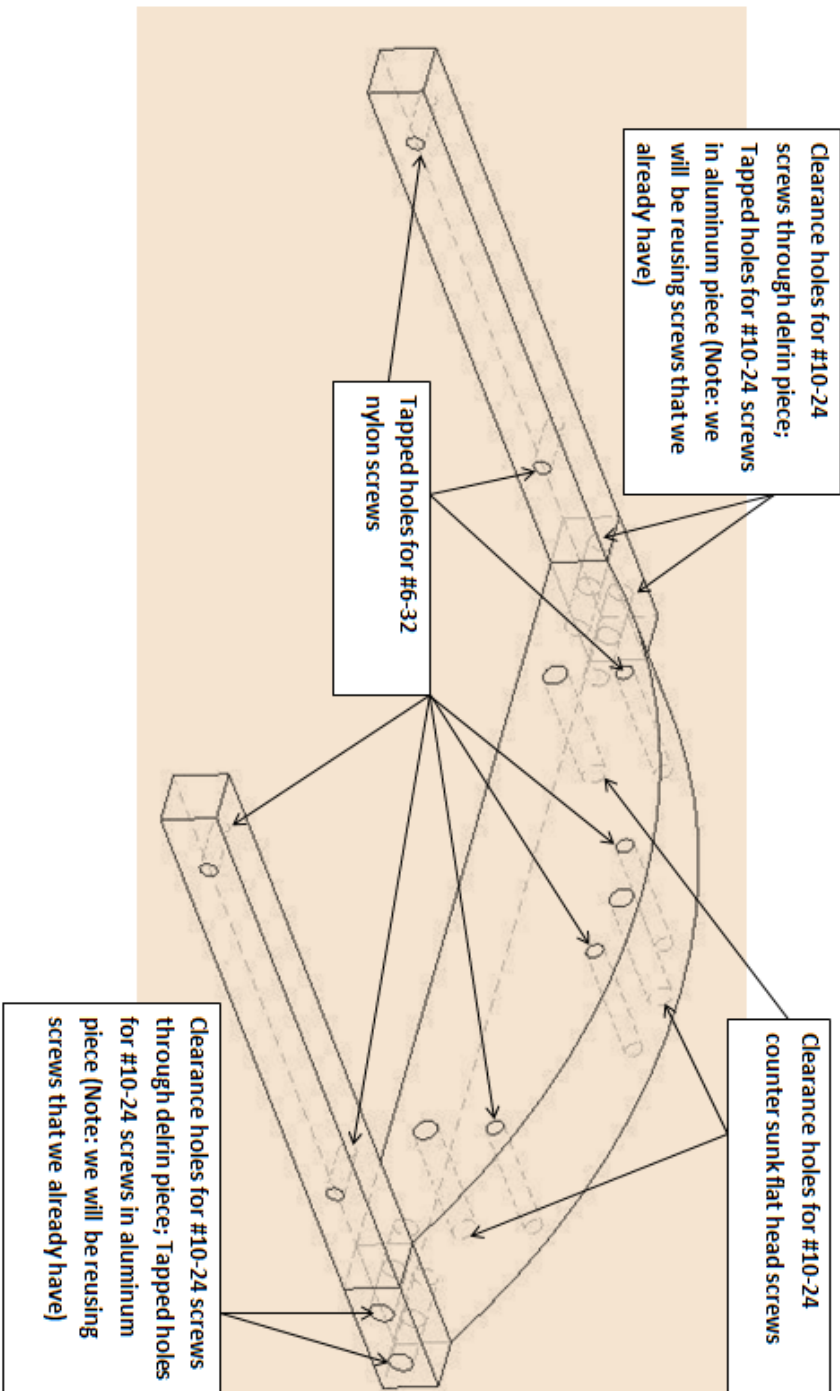 Clearance holes for #10-24
screws through delrin piece;
Tapped holes for #10-24 screws
in aluminum piece (Note: we
will be reusing screws that we
already have)
Tapped holes for #6-32
nylon screws
Clearance holes for #10-24
counter sunk flat head screws
Clearance holes for #10-24 screws
through delrin piece; Tapped holes
for #10-24 screws in aluminum
piece (Note: we will be reusing
screws that we already have)